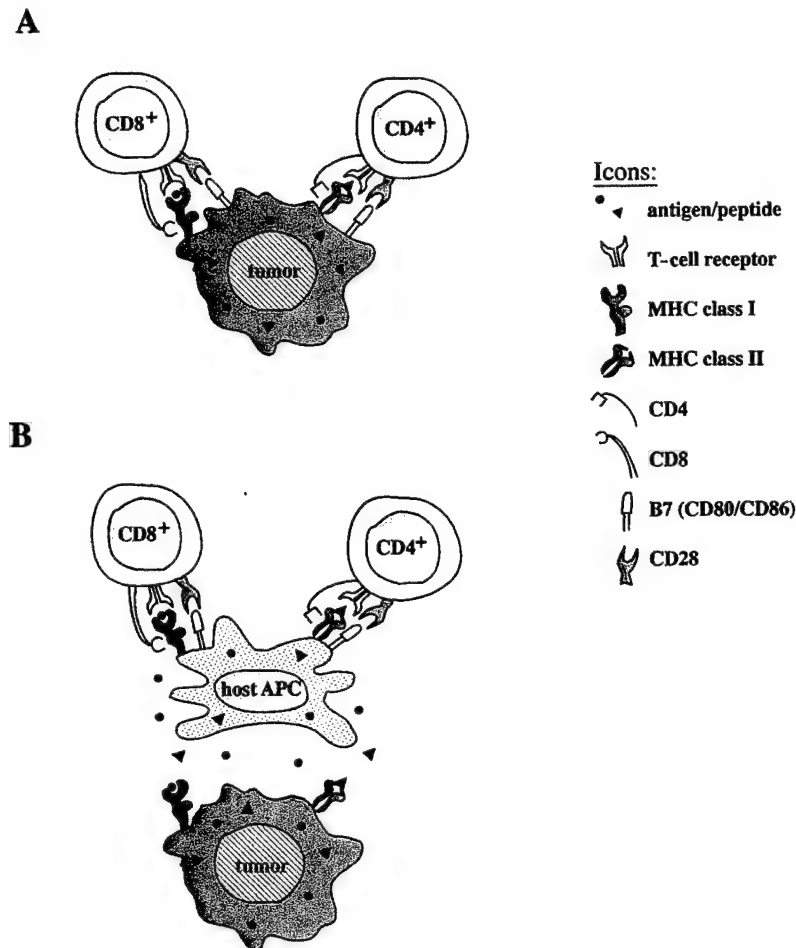 A
CD8+
CD4+
tumor
Icons:
antigen/peptide
T-cell receptor
MHC class I
MHC class II
CD4
CD8
B7 (CD80/CD86)
CD28
B
CD8+
CD4+
host APC
tumor